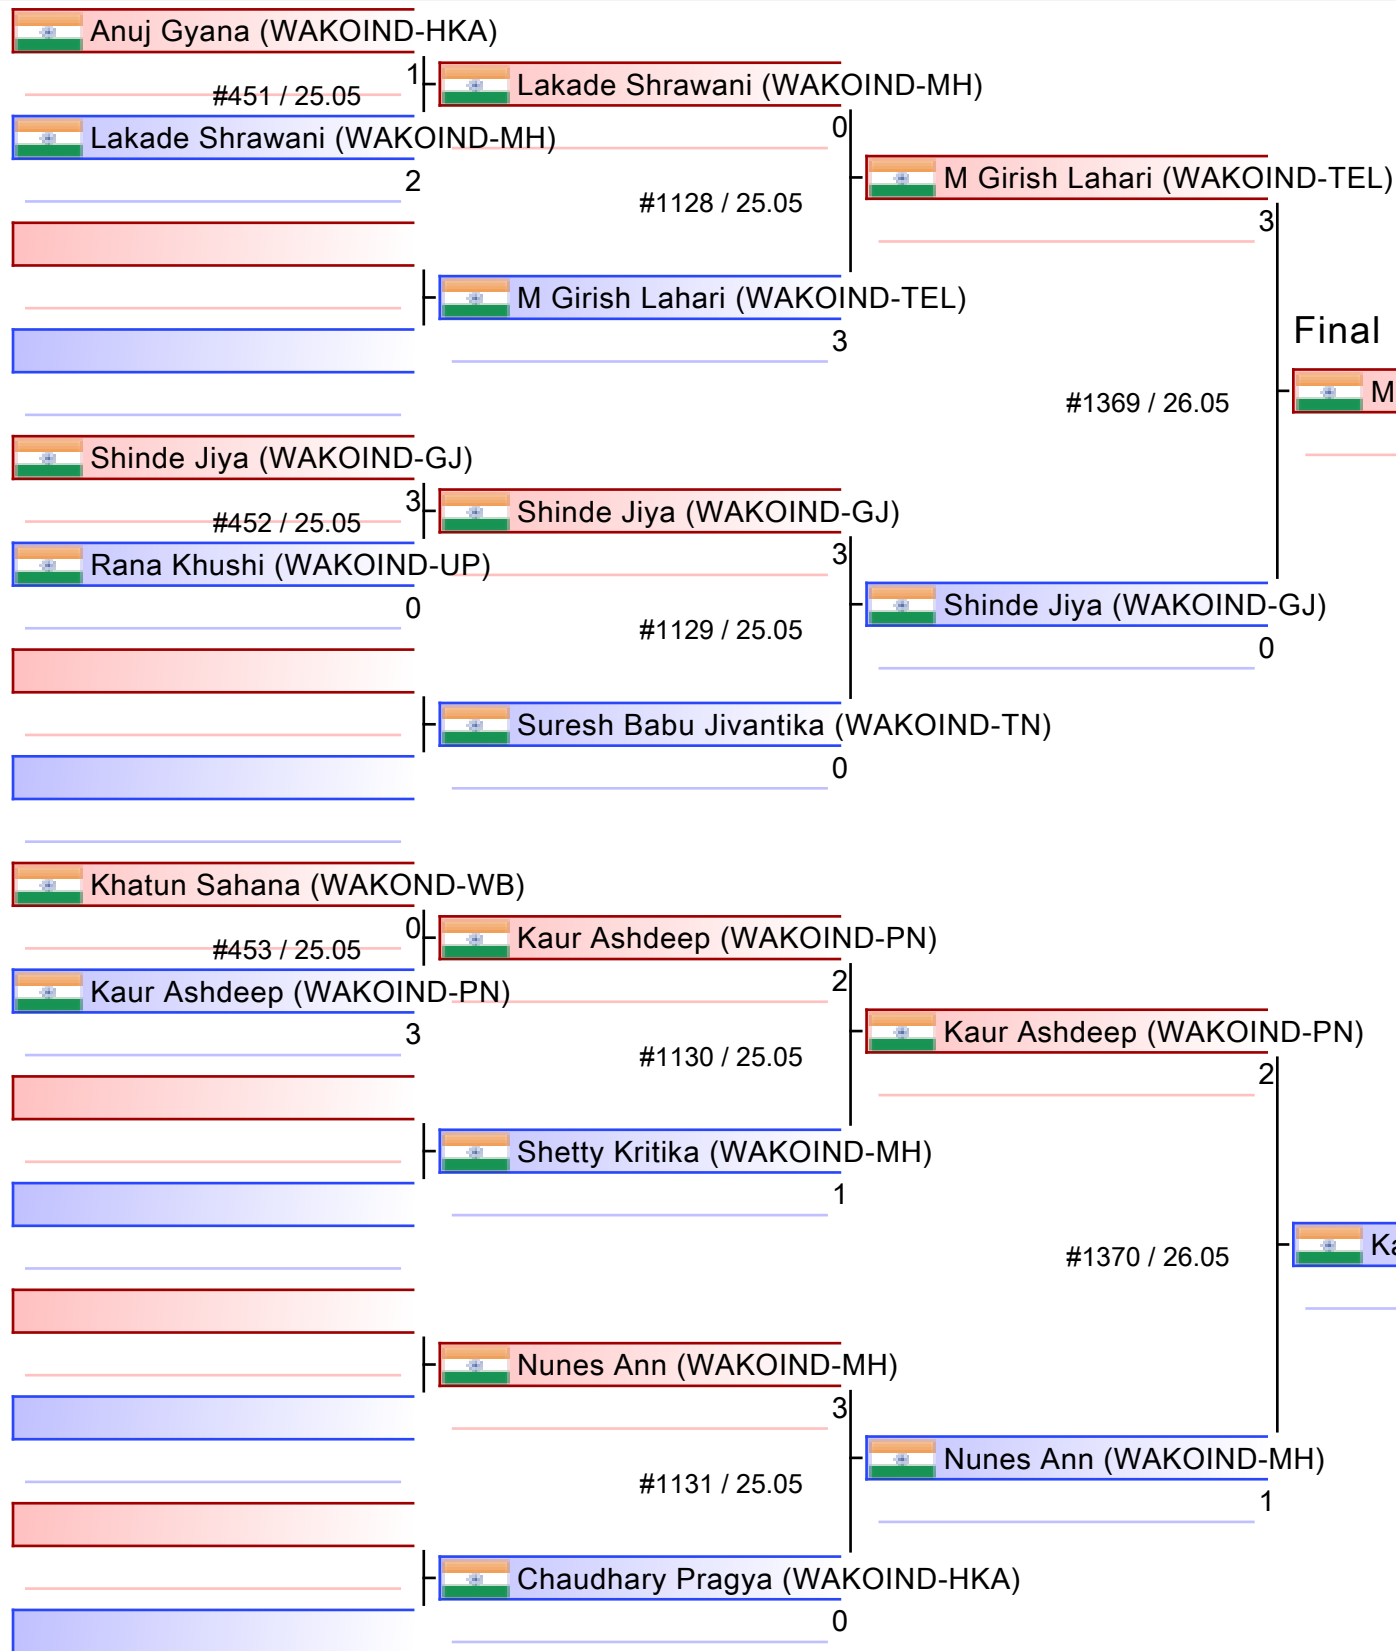 Anuj Gyana (WAKOIND-HKA)
1
#451 / 25.05
Lakade Shrawani (WAKOIND-MH)
2
Shinde Jiya (WAKOIND-GJ)
3
#452 / 25.05
Rana Khushi (WAKOIND-UP)
0
Khatun Sahana (WAKOND-WB)
0
#453 / 25.05
Kaur Ashdeep (WAKOIND-PN)
3
Lakade Shrawani (WAKOIND-MH)
0
#1128 / 25.05
M Girish Lahari (WAKOIND-TEL)
3
Shinde Jiya (WAKOIND-GJ)
3
#1129 / 25.05
Suresh Babu Jivantika (WAKOIND-TN)
0
Kaur Ashdeep (WAKOIND-PN)
2
#1130 / 25.05
Shetty Kritika (WAKOIND-MH)
1
Nunes Ann (WAKOIND-MH)
3
#1131 / 25.05
Chaudhary Pragya (WAKOIND-HKA)
0
M Girish Lahari (WAKOIND-TEL)
3
#1369 / 26.05
Shinde Jiya (WAKOIND-GJ)
0
Kaur Ashdeep (WAKOIND-PN)
2
#1370 / 26.05
Nunes Ann (WAKOIND-MH)
1
Final
M